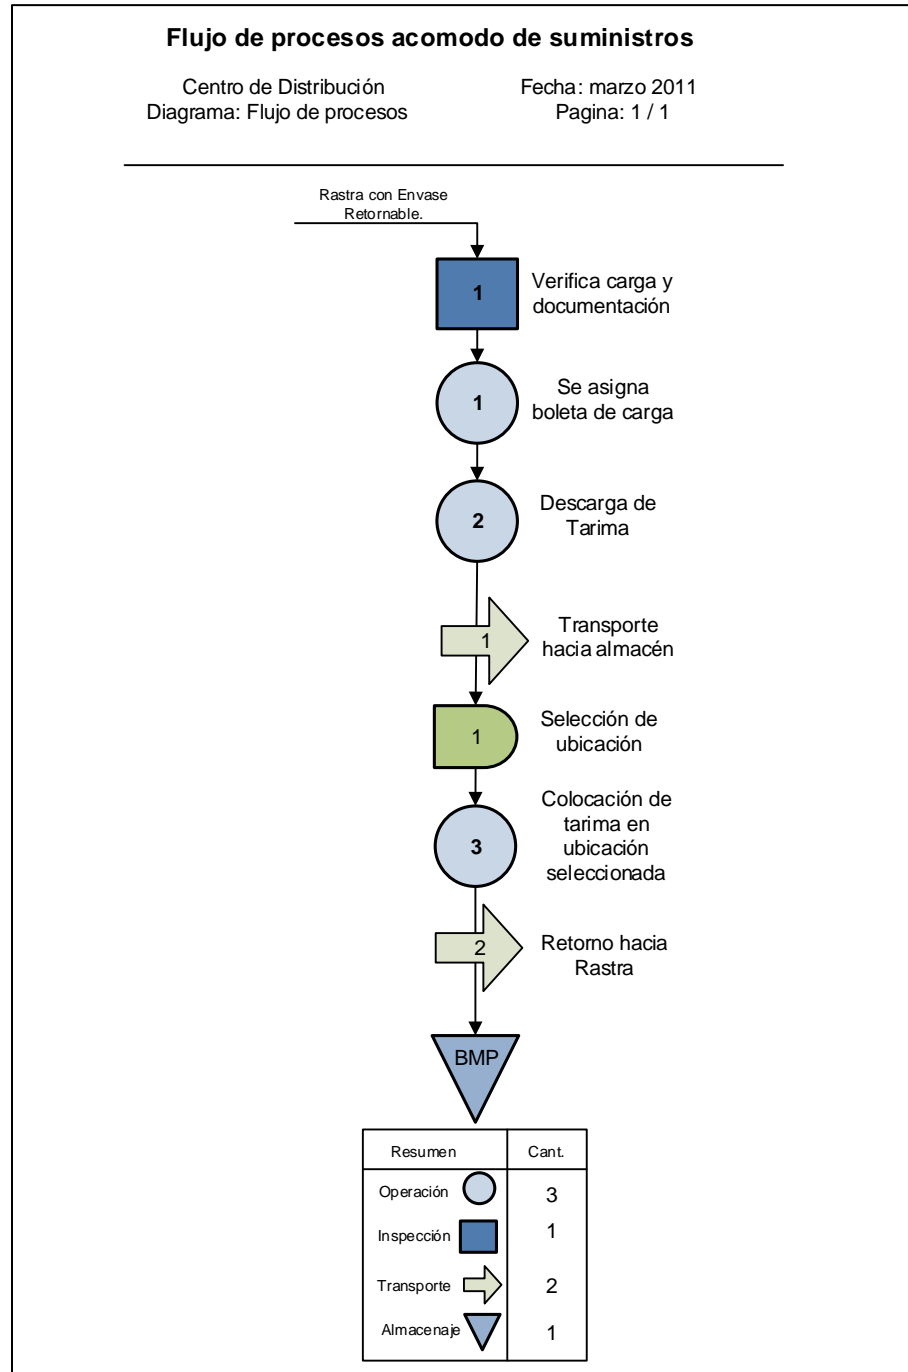 Flujo de procesos acomodo de suministros
Centro de Distribución
Diagrama: Flujo de procesos
Fecha: marzo 2011
Pagina: 1 / 1
Rastra con Envase
Retornable.
1
Verifica carga y
documentación
1
Se asigna
boleta de carga
2
Descarga de
Tarima
1
Transporte
hacia almacén
1
Selección de
ubicación
3
Colocación de
tarima en
ubicación
seleccionada
2
Retorno hacia
Rastra
BMP
Resumen Cant.
Operación 3
Inspección 1
Transporte 2
Almacenaje 1